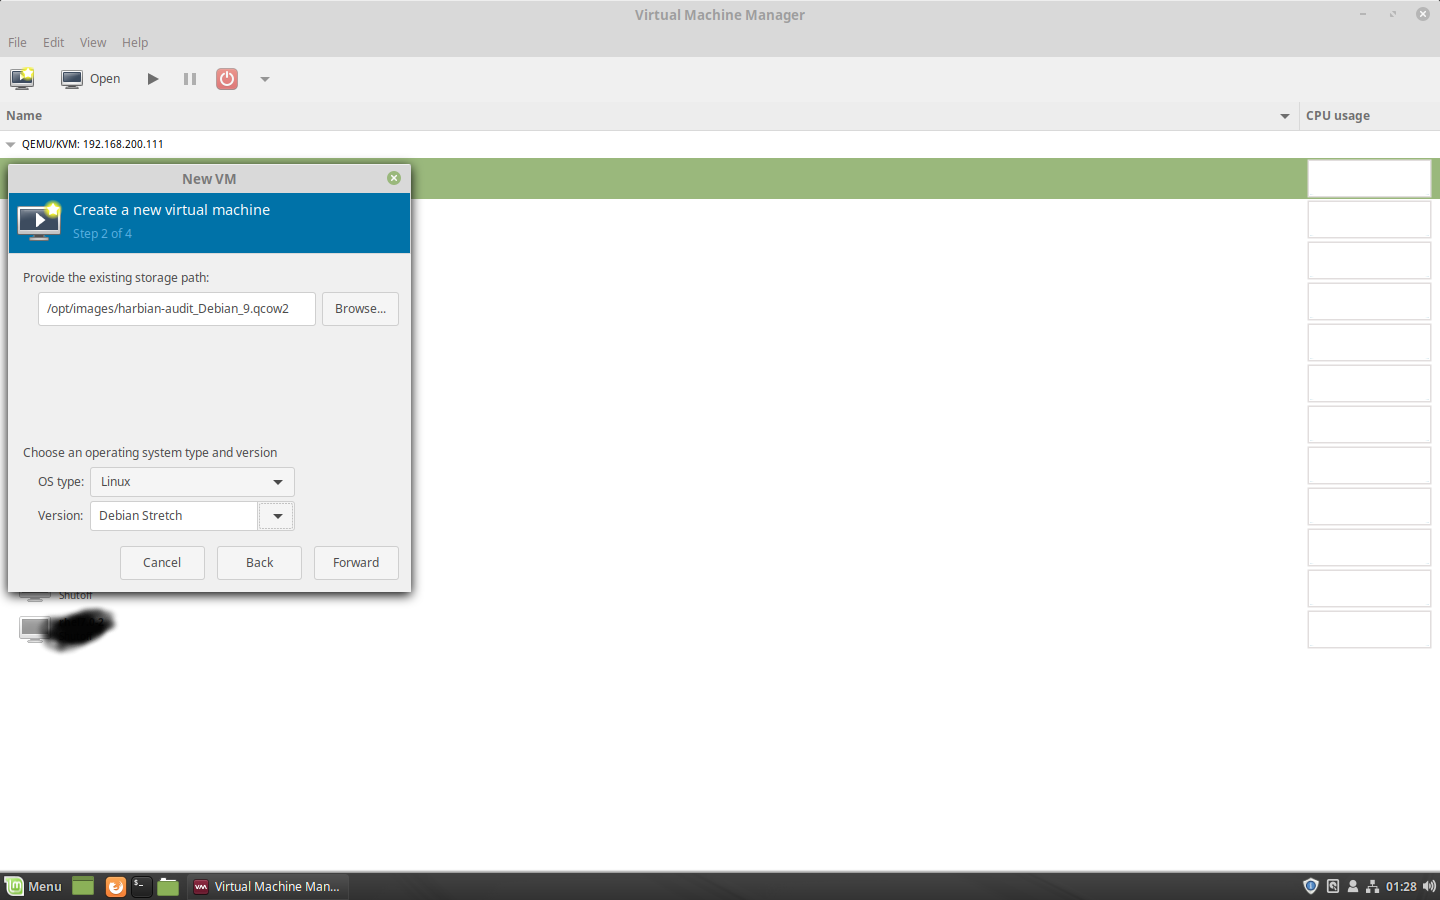 Virtual Machine Manager
File Edit View Help
Open
Name CPU usage
QEMU/KVM: 192.168.200.111
New VM
Create a new virtual machine
Step 2 of 4
Provide the existing storage path:
/opt/images/harbian-audit_Debian_9.qcow2 Browse...
Choose an operating system type and version
OS type: Linux
Version: Debian Stretch
Cancel Back Forward
Shutoff
Menu Virtual Machine Man... 01:28